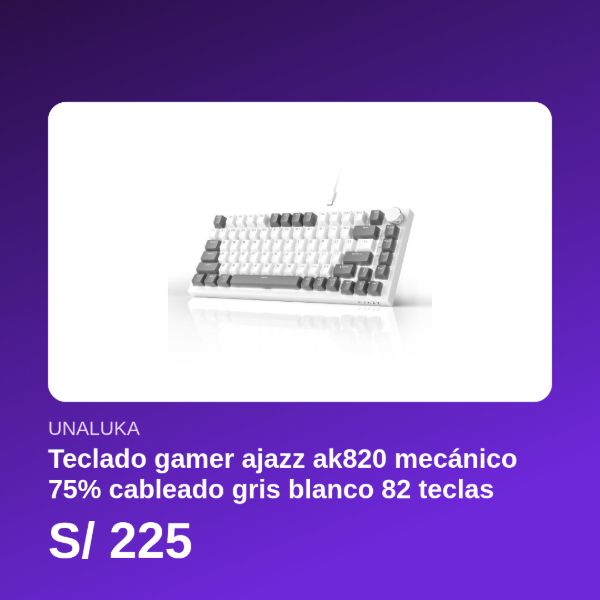 UNALUKA
Teclado gamer ajazz ak820 mecánico
75% cableado gris blanco 82 teclas
S/ 225